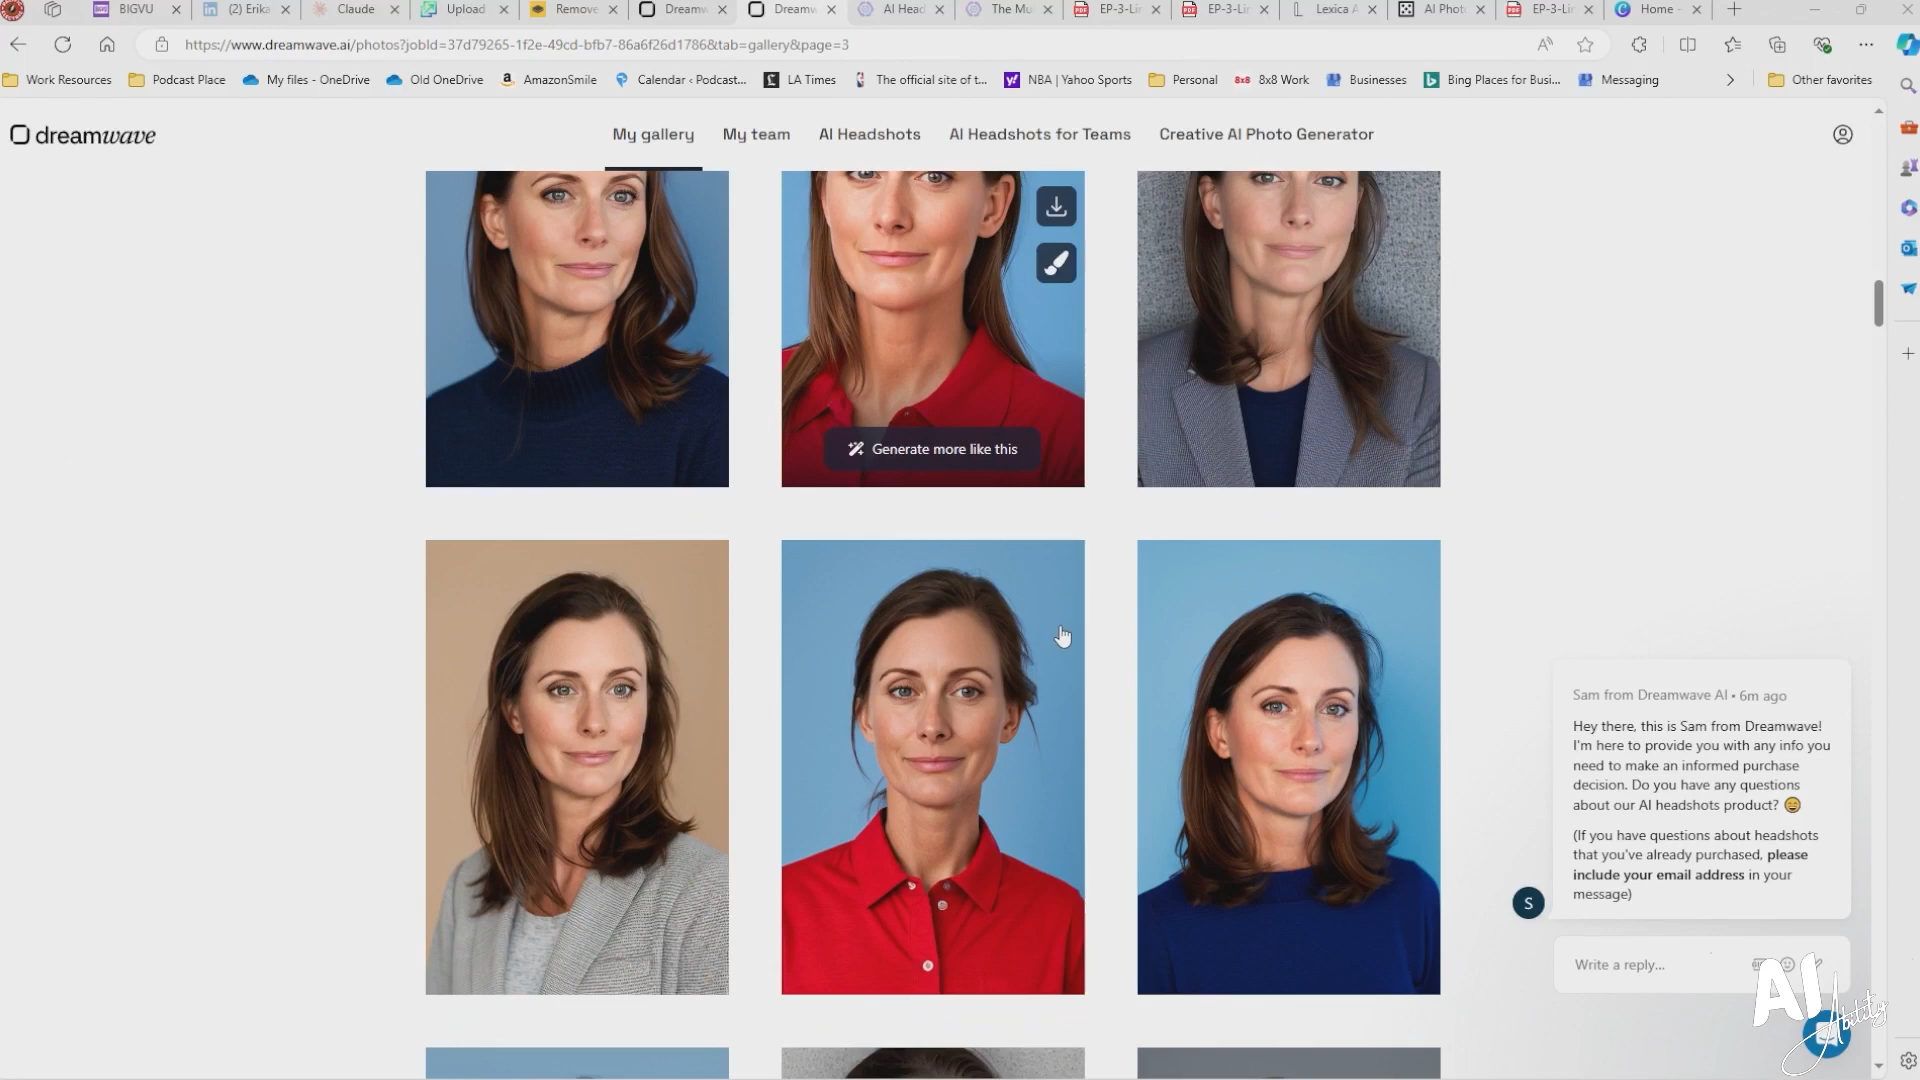 BIGVU
(2) Erika
Claude
Upload
Remove
Dreamw
Dreamw
AI Head
The Mu
EP-3-Lir
EP-3-Lir
Lexica A
AI Phot
EP-3-Lir
Home -
https://www.dreamwave.ai/photos?jobId=37d79265-1f2e-49cd-bfb7-86a6f26d1786&tab=gallery&page=3
Work Resources
Podcast Place
My files - OneDrive
Old OneDrive
AmazonSmile
Calendar ‹ Podcast...
LA Times
The official site of t...
NBA | Yahoo Sports
Personal
8x8 8x8 Work
Businesses
Bing Places for Busi...
Messaging
Other favorites
dreamwave
My gallery
My team
AI Headshots
AI Headshots for Teams
Creative AI Photo Generator
Generate more like this
Sam from Dreamwave AI • 6m ago
Hey there, this is Sam from Dreamwave!
I'm here to provide you with any info you
need to make an informed purchase
decision. Do you have any questions
about our AI headshots product? 😄
(If you have questions about headshots
that you've already purchased, please
include your email address in your
message)
S
Write a reply...
AI
Ability